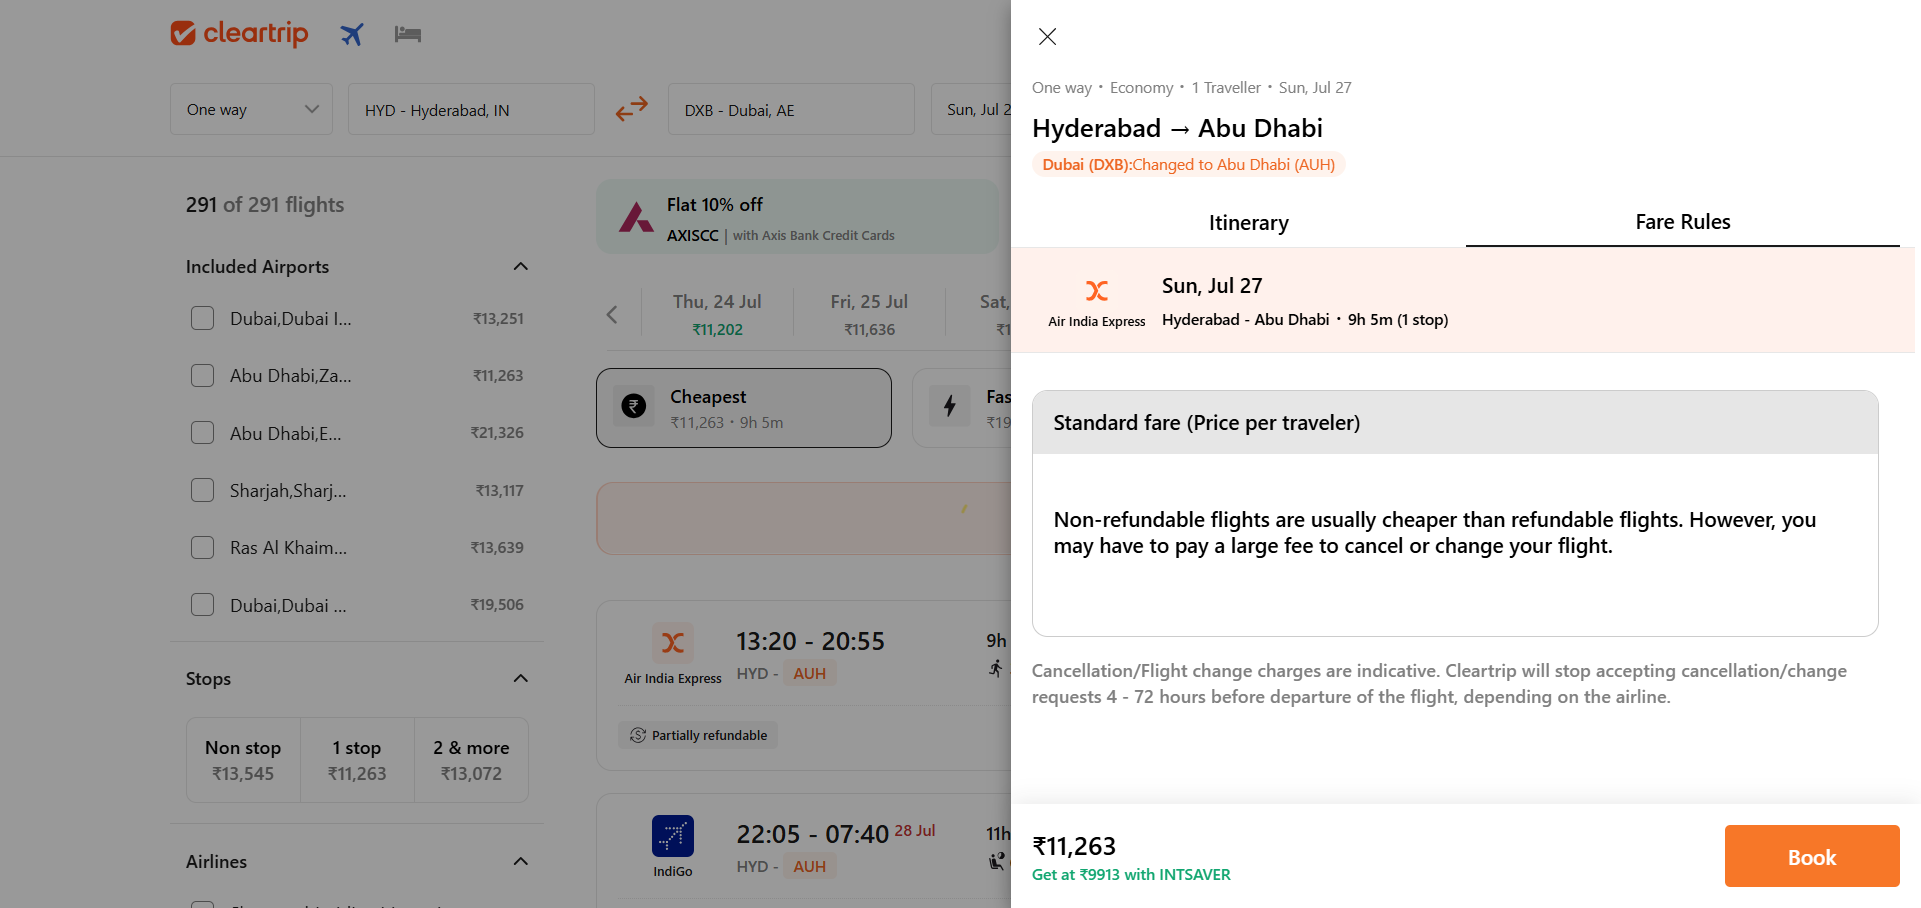 cleartrip
One way
HYD - Hyderabad, IN
DXB - Dubai, AE
Sun, Jul 2
291 of 291 flights
Included Airports
Dubai,Dubai I... ₹13,251
Abu Dhabi,Za... ₹11,263
Abu Dhabi,E... ₹21,326
Sharjah,Sharj... ₹13,117
Ras Al Khaim... ₹13,639
Dubai,Dubai ... ₹19,506
Stops
Non stop 1 stop 2 & more
₹13,545 ₹11,263 ₹13,072
Airlines
Flat 10% off
AXISCC | with Axis Bank Credit Cards
Thu, 24 Jul Fri, 25 Jul Sat,
₹11,202 ₹11,636 ₹1
Cheapest
₹11,263 • 9h 5m
Fas
₹19
13:20 - 20:55 9h
Air India Express HYD - AUH
Partially refundable
22:05 - 07:40 28 Jul 11h
IndiGo HYD - AUH
One way • Economy • 1 Traveller • Sun, Jul 27
Hyderabad → Abu Dhabi
Dubai (DXB):Changed to Abu Dhabi (AUH)
Itinerary Fare Rules
Sun, Jul 27
Air India Express Hyderabad - Abu Dhabi • 9h 5m (1 stop)
Standard fare (Price per traveler)
Non-refundable flights are usually cheaper than refundable flights. However, you
may have to pay a large fee to cancel or change your flight.
Cancellation/Flight change charges are indicative. Cleartrip will stop accepting cancellation/change
requests 4 - 72 hours before departure of the flight, depending on the airline.
₹11,263
Get at ₹9913 with INTSAVER
Book